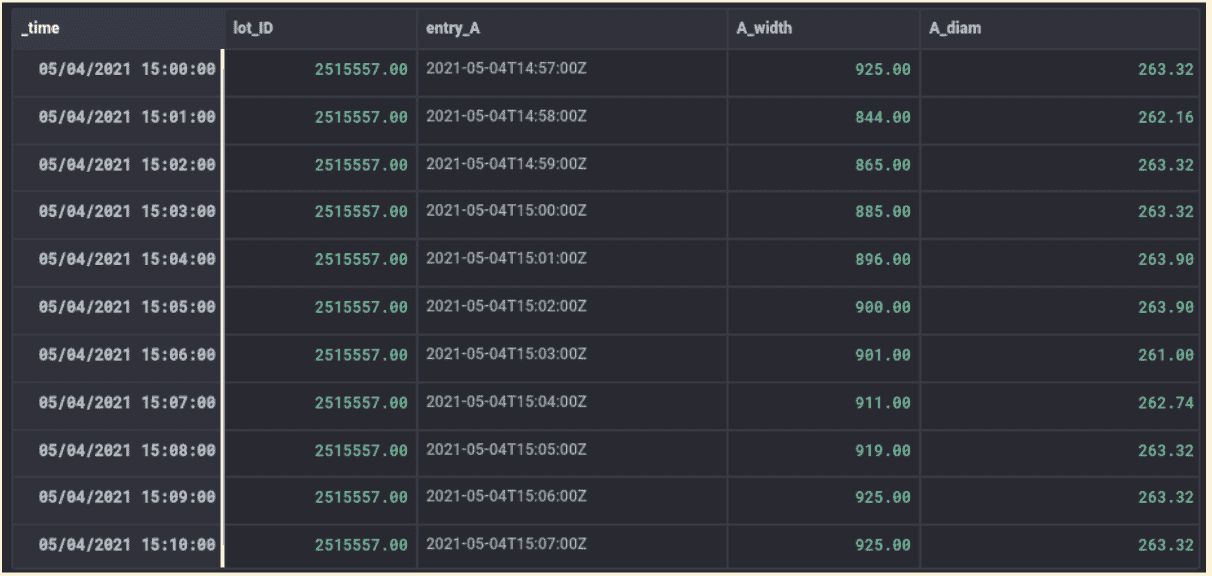 _time lot_ID entry_A A_width A_diam
05/04/2021 15:00:00 2515557.00 2021-05-04T14:57:00Z 925.00 263.32
05/04/2021 15:01:00 2515557.00 2021-05-04T14:58:00Z 844.00 262.16
05/04/2021 15:02:00 2515557.00 2021-05-04T14:59:00Z 865.00 263.32
05/04/2021 15:03:00 2515557.00 2021-05-04T15:00:00Z 885.00 263.32
05/04/2021 15:04:00 2515557.00 2021-05-04T15:01:00Z 896.00 263.90
05/04/2021 15:05:00 2515557.00 2021-05-04T15:02:00Z 900.00 263.90
05/04/2021 15:06:00 2515557.00 2021-05-04T15:03:00Z 901.00 261.00
05/04/2021 15:07:00 2515557.00 2021-05-04T15:04:00Z 911.00 262.74
05/04/2021 15:08:00 2515557.00 2021-05-04T15:05:00Z 919.00 263.32
05/04/2021 15:09:00 2515557.00 2021-05-04T15:06:00Z 925.00 263.32
05/04/2021 15:10:00 2515557.00 2021-05-04T15:07:00Z 925.00 263.32